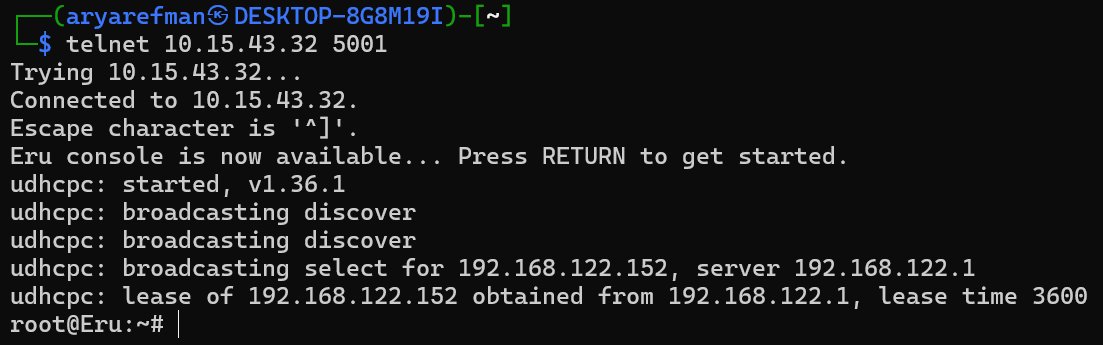 ┌──(aryarefman㉿DESKTOP-8G8M19I)-[~]
└─$ telnet 10.15.43.32 5001
Trying 10.15.43.32...
Connected to 10.15.43.32.
Escape character is '^]'.
Eru console is now available... Press RETURN to get started.
udhcpc: started, v1.36.1
udhcpc: broadcasting discover
udhcpc: broadcasting discover
udhcpc: broadcasting select for 192.168.122.152, server 192.168.122.1
udhcpc: lease of 192.168.122.152 obtained from 192.168.122.1, lease time 3600
root@Eru:~#